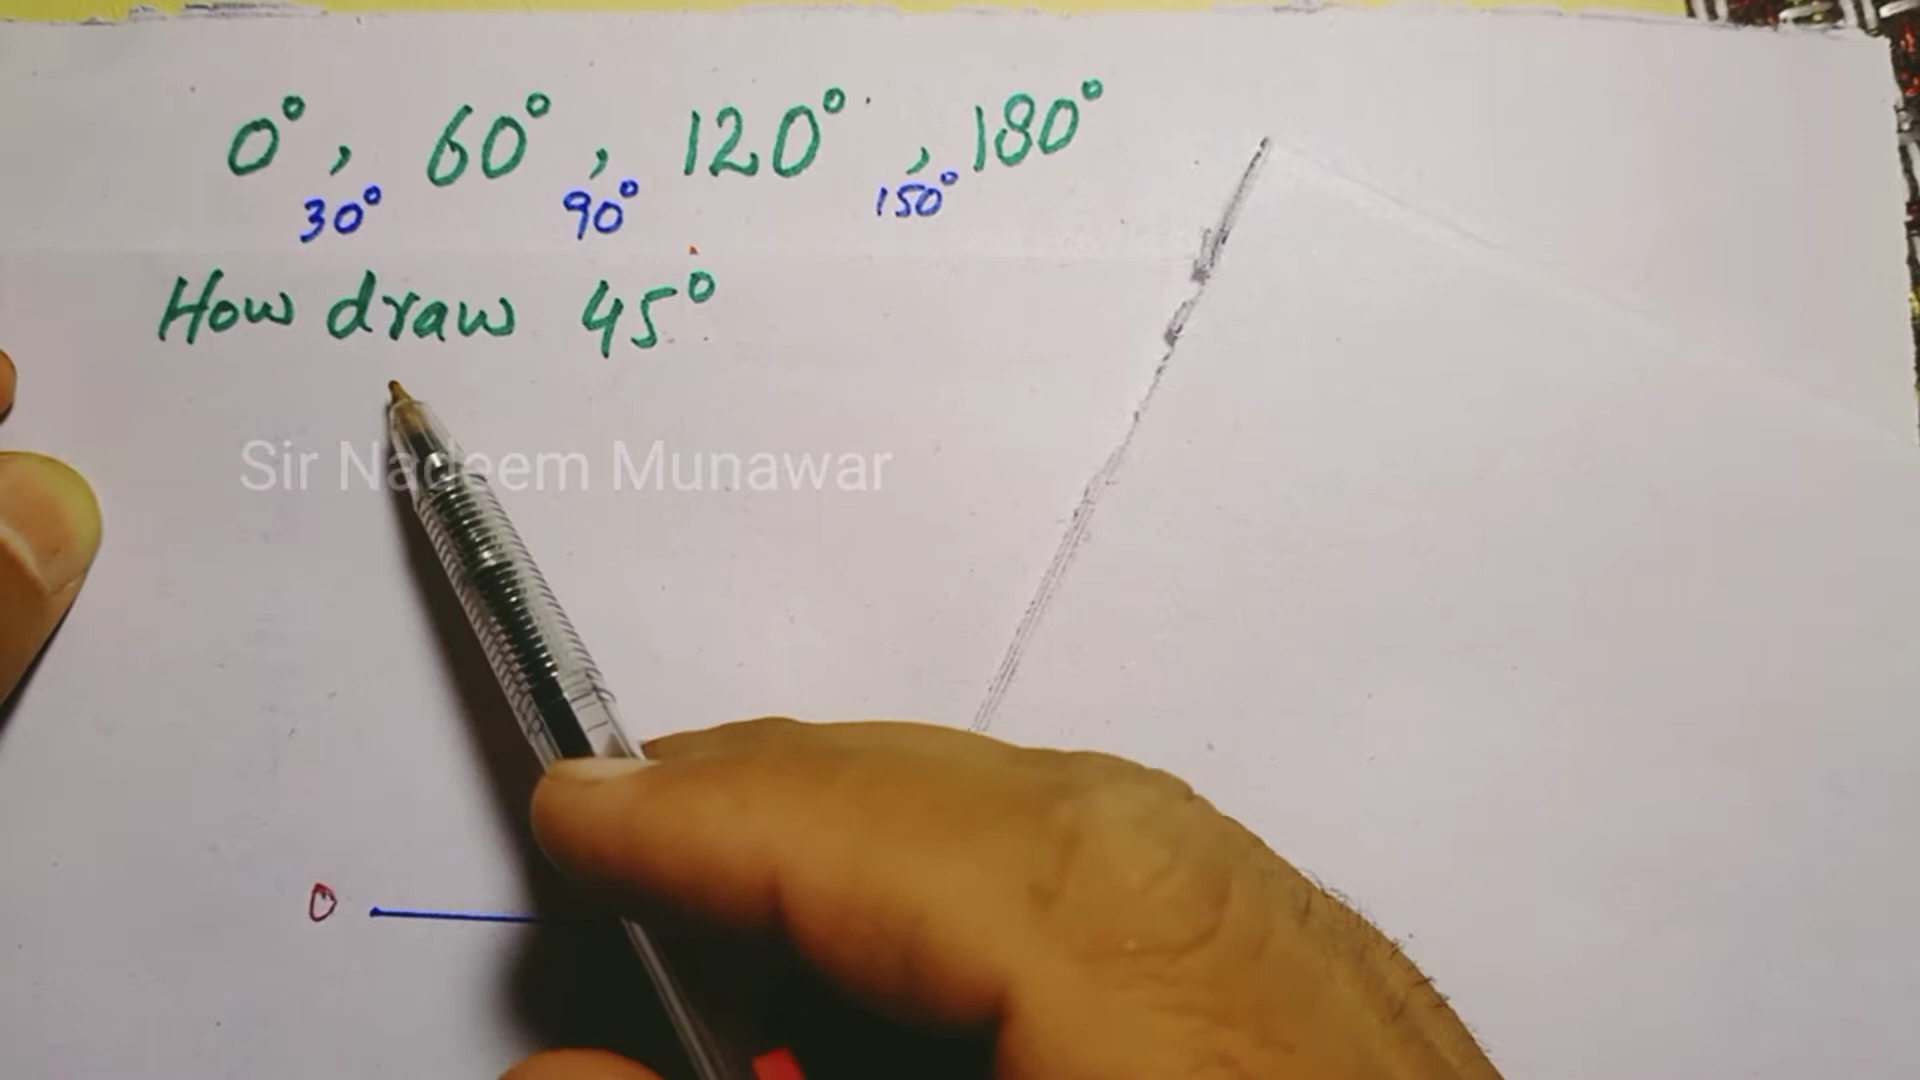 0°, 60°, 120°, 180°
30° 90° 150°
How draw 45°
Sir Nadeem Munawar
O